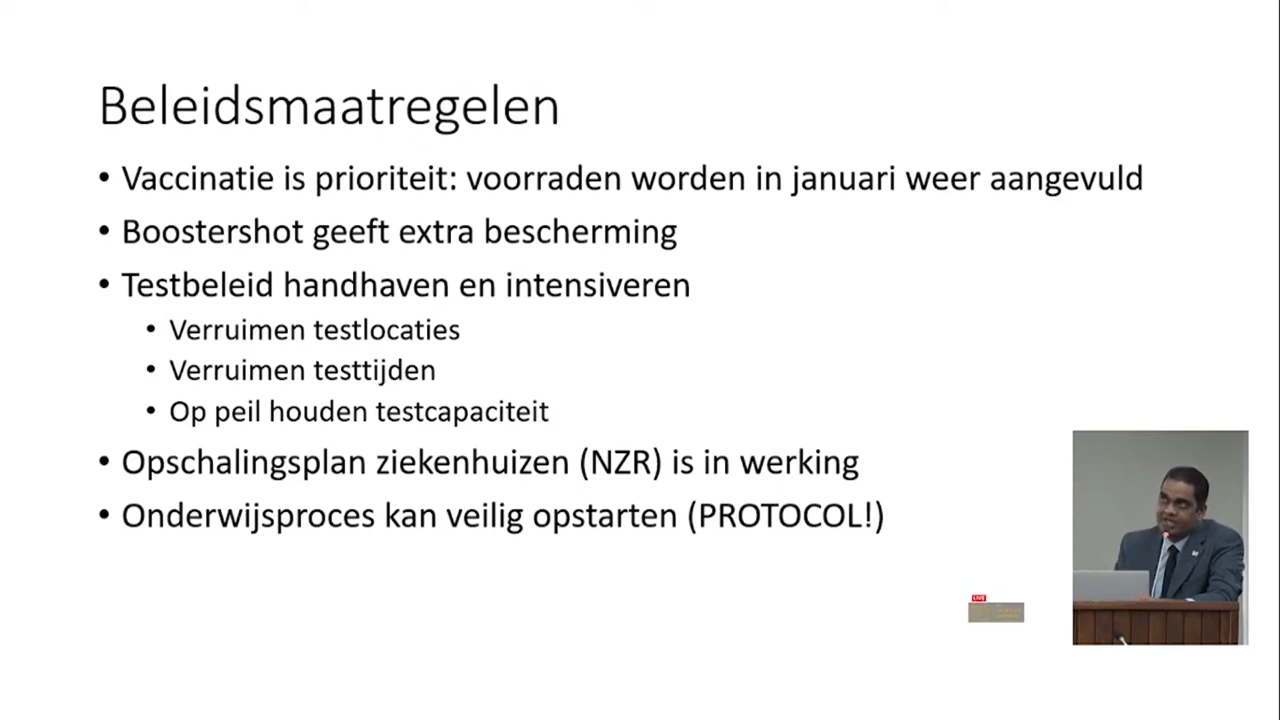 Beleidsmaatregelen
• Vaccinatie is prioriteit: voorraden worden in januari weer aangevuld
• Boostershot geeft extra bescherming
• Testbeleid handhaven en intensiveren
• Verruimen testlocaties
• Verruimen testtijden
• Op peil houden testcapaciteit
• Opschalingsplan ziekenhuizen (NZR) is in werking
• Onderwijsproces kan veilig opstarten (PROTOCOL!)
LIVE